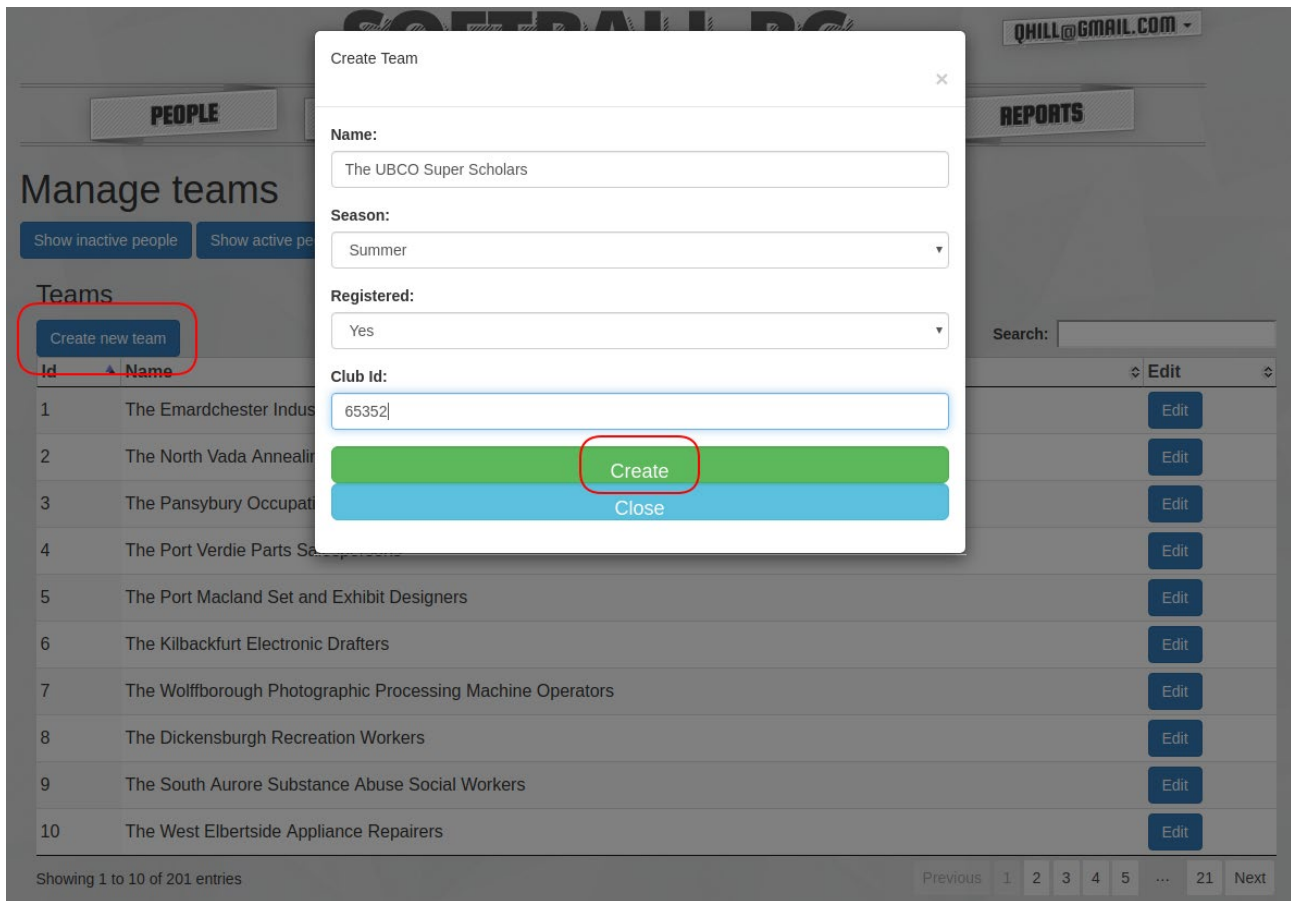 QHILL@GMAIL.COM
Create Team
×
PEOPLE
REPORTS
Name:
The UBCO Super Scholars
Manage teams
Season:
Show inactive people Show active pe
Summer
Teams
Registered:
Create new team
Yes
Search:
Id Name Edit
Club Id:
1 The Emardchester Indus Edit
65352
2 The North Vada Annealin Edit
Create
3 The Pansybury Occupati Edit
Close
4 The Port Verdie Parts Salespersons Edit
5 The Port Macland Set and Exhibit Designers Edit
6 The Kilbackfurt Electronic Drafters Edit
7 The Wolffborough Photographic Processing Machine Operators Edit
8 The Dickensburgh Recreation Workers Edit
9 The South Aurore Substance Abuse Social Workers Edit
10 The West Elbertside Appliance Repairers Edit
Showing 1 to 10 of 201 entries Previous 1 2 3 4 5 … 21 Next